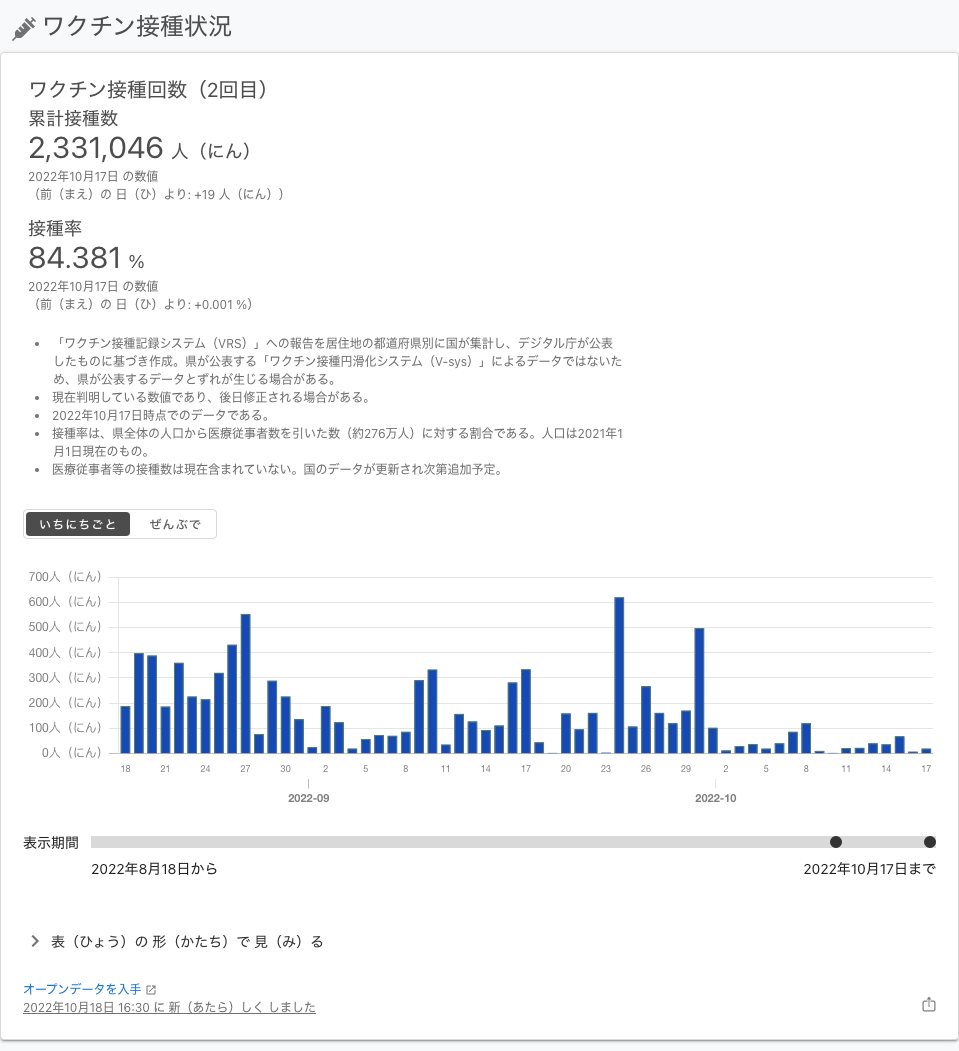 ワクチン接種状況
ワクチン接種回数（2回目）
累計接種数
2,331,046 人（にん）
2022年10月17日 の数値
（前（まえ）の 日（ひ）より: +19 人（にん））
接種率
84.381 %
2022年10月17日 の数値
（前（まえ）の 日（ひ）より: +0.001 %）
• 「ワクチン接種記録システム（VRS）」への報告を居住地の都道府県別に国が集計し、デジタル庁が公表
したものに基づき作成。県が公表する「ワクチン接種円滑化システム（V-sys）」によるデータではないた
め、県が公表するデータとずれが生じる場合がある。
• 現在判明している数値であり、後日修正される場合がある。
• 2022年10月17日時点でのデータである。
• 接種率は、県全体の人口から医療従事者数を引いた数（約276万人）に対する割合である。人口は2021年1
月1日現在のもの。
• 医療従事者等の接種数は現在含まれていない。国のデータが更新され次第追加予定。
いちにちごと ぜんぶで
700人（にん）
600人（にん）
500人（にん）
400人（にん）
300人（にん）
200人（にん）
100人（にん）
0人（にん）
18 21 24 27 30 2 5 8 11 14 17 20 23 26 29 2 5 8 11 14 17
2022-09 2022-10
表示期間
2022年8月18日から 2022年10月17日まで
表（ひょう）の 形（かたち）で 見（み）る
オープンデータを入手
2022年10月18日 16:30 に 新（あたら）しく しました